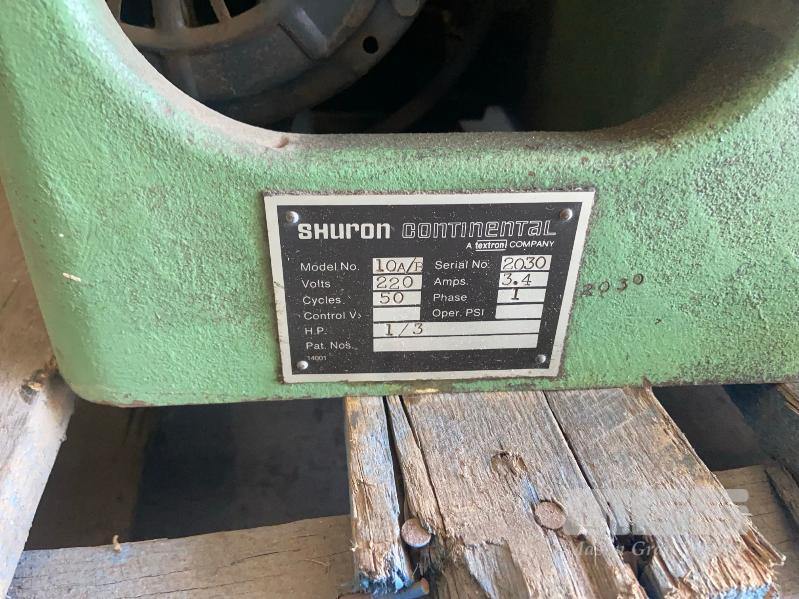 SHURON CONTINENTAL
A textron COMPANY
Model No. 10A/F Serial No. 2030
Volts 220 Amps. 3.4
Cycles 50 Phase 1
Control V. Oper. PSI
H.P. 1/3
Pat. Nos.
14001
2030